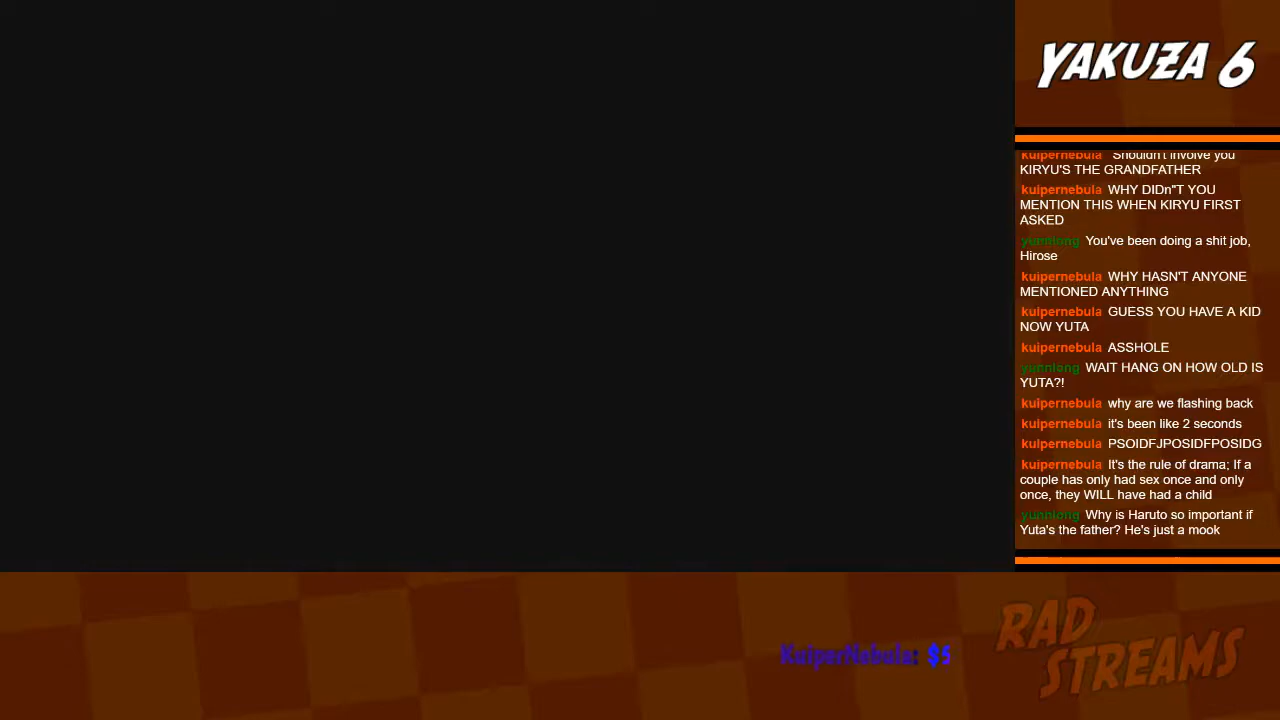 YAKUZA 6
kuipernebula Shouldn't involve you
KIRYU'S THE GRANDFATHER
kuipernebula WHY DIDn"T YOU
MENTION THIS WHEN KIRYU FIRST
ASKED
yunniong You've been doing a shit job,
Hirose
kuipernebula WHY HASN'T ANYONE
MENTIONED ANYTHING
kuipernebula GUESS YOU HAVE A KID
NOW YUTA
kuipernebula ASSHOLE
yunniong WAIT HANG ON HOW OLD IS
YUTA?!
kuipernebula why are we flashing back
kuipernebula it's been like 2 seconds
kuipernebula PSOIDFJPOSIDFPOSIDG
kuipernebula It's the rule of drama; If a
couple has only had sex once and only
once, they WILL have had a child
yunniong Why is Haruto so important if
Yuta's the father? He's just a mook
KuiperNebula: $5
RAD
STREAMS